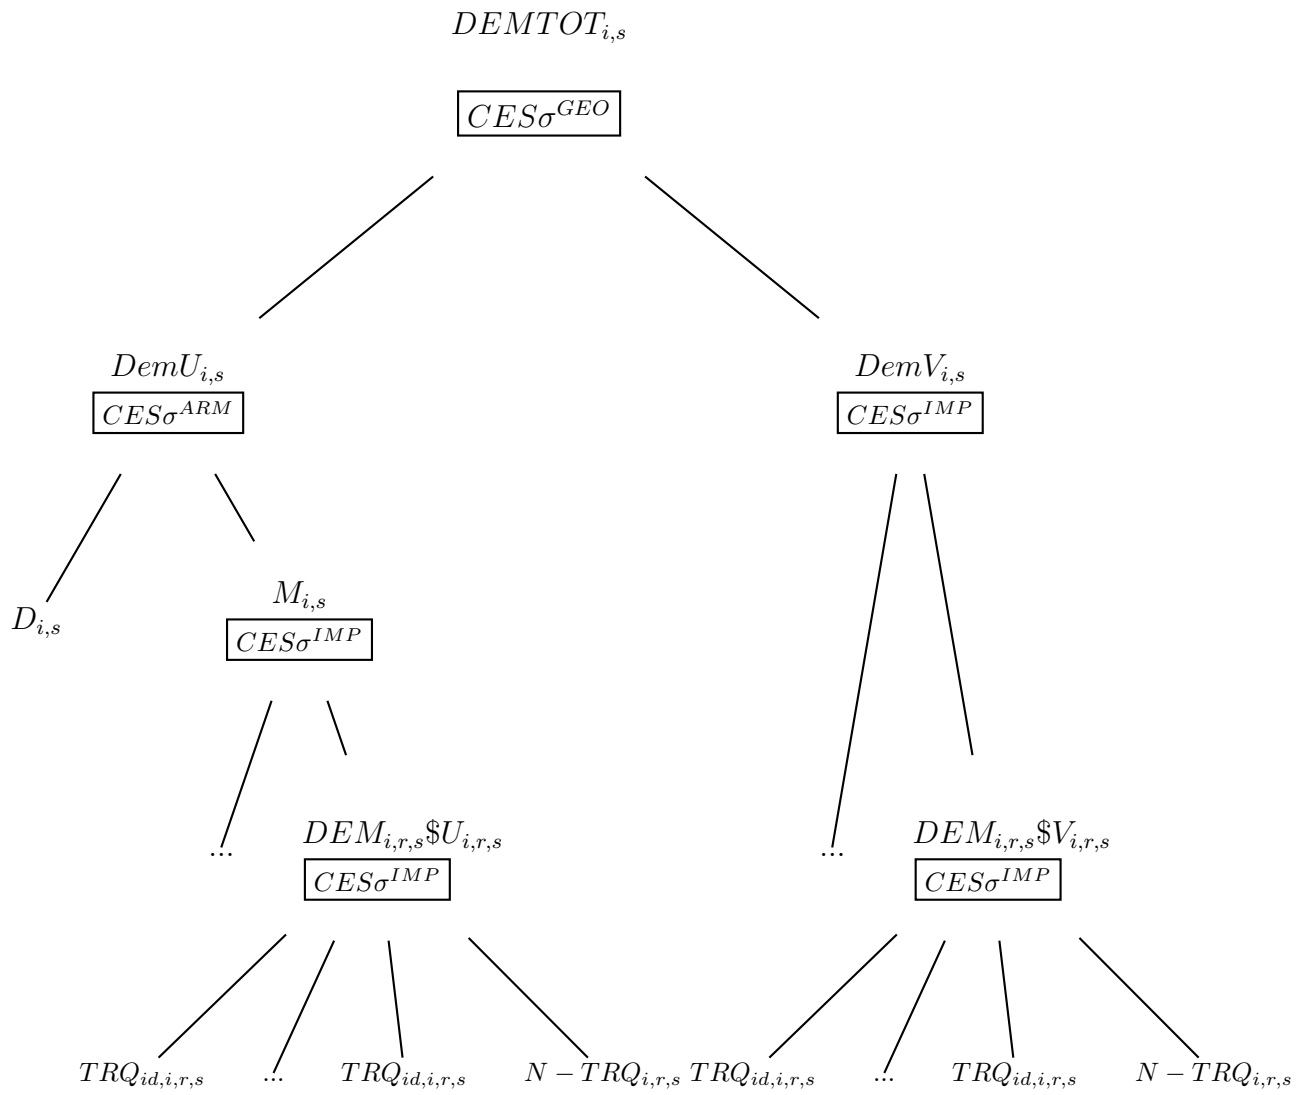 DEMTOT_{i,s}
CESσ^{GEO}
DemU_{i,s} DemV_{i,s}
CESσ^{ARM} CESσ^{IMP}
M_{i,s}
D_{i,s}
CESσ^{IMP}
DEM_{i,r,s}$U_{i,r,s} DEM_{i,r,s}$V_{i,r,s}
... ...
CESσ^{IMP} CESσ^{IMP}
TRQ_{id,i,r,s} ... TRQ_{id,i,r,s} N − TRQ_{i,r,s} TRQ_{id,i,r,s} ... TRQ_{id,i,r,s} N − TRQ_{i,r,s}